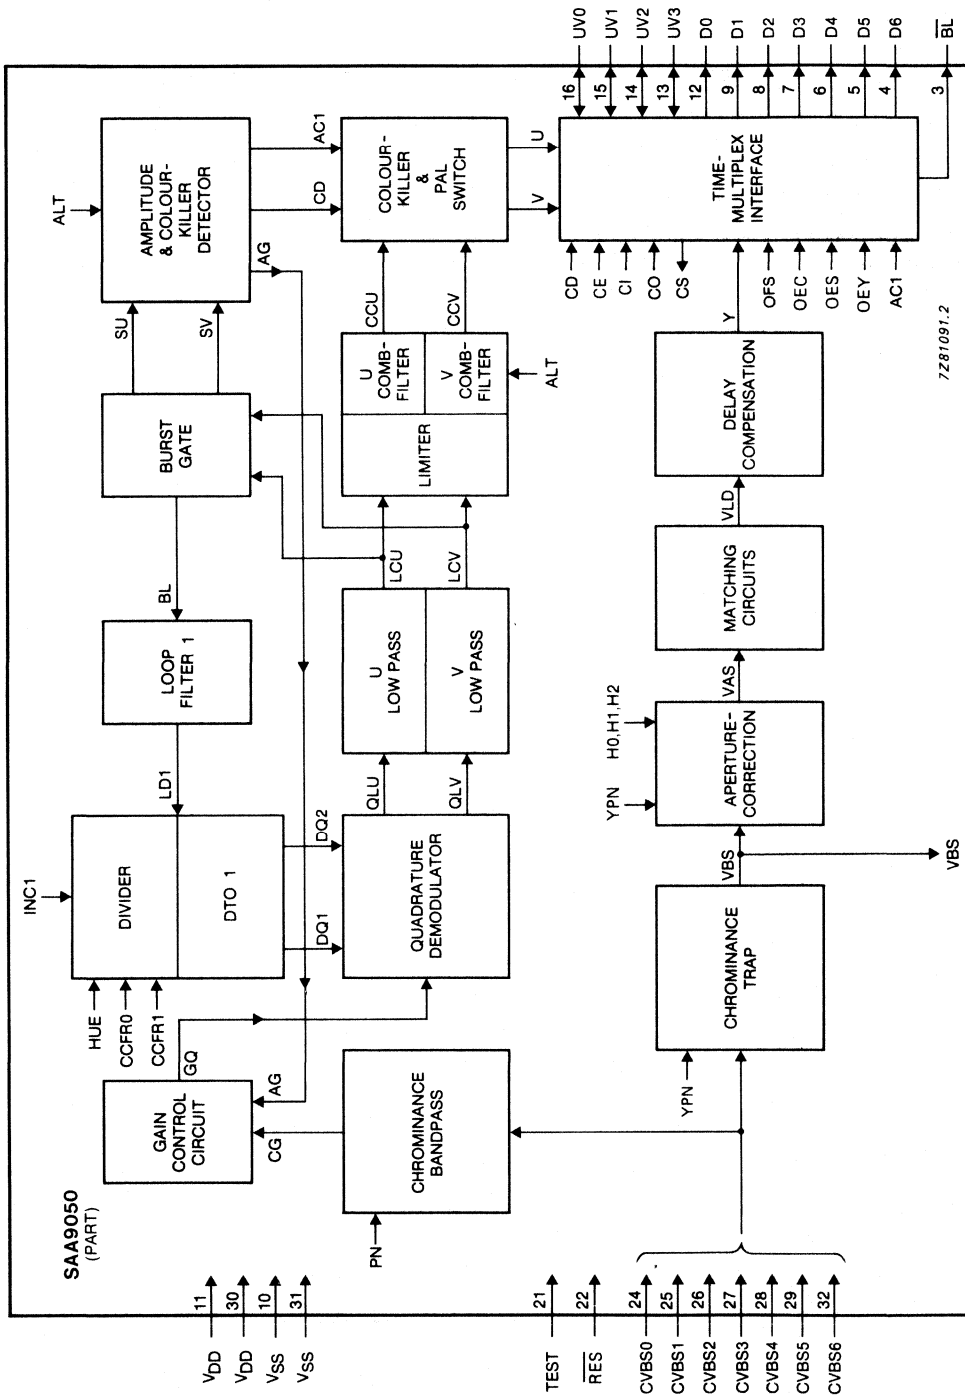 SAA9050
(PART)
VDD 11
VDD 30
VSS 10
VSS 31
TEST 21
RES 22
CVBS0 24
CVBS1 25
CVBS2 26
CVBS3 27
CVBS4 28
CVBS5 29
CVBS6 32
GAIN
CONTROL
CIRCUIT
GQ
AG
CG
PN
CHROMINANCE
BANDPASS
HUE
CCFR0
CCFR1
INC1
DIVIDER
DTO 1
DQ1
DQ2
LD1
LOOP
FILTER 1
BL
BURST
GATE
SU
SV
ALT
AMPLITUDE
& COLOUR-
KILLER
DETECTOR
AG
CD
AC1
QUADRATURE
DEMODULATOR
QLU
QLV
U
LOW PASS
V
LOW PASS
LCU
LCV
LIMITER
U
COMB-
FILTER
V
COMB-
FILTER
ALT
CCU
CCV
COLOUR-
KILLER
&
PAL
SWITCH
U
V
YPN
CHROMINANCE
TRAP
VBS
VBS
YPN
H0,H1,H2
APERTURE-
CORRECTION
VAS
MATCHING
CIRCUITS
VLD
DELAY
COMPENSATION
Y
CD
CE
CI
CO
CS
OFS
OEC
OES
OEY
AC1
TIME-
MULTIPLEX
INTERFACE
16 UV0
15 UV1
14 UV2
13 UV3
12 D0
9 D1
8 D2
7 D3
6 D4
5 D5
4 D6
3 BL
7Z81091.2